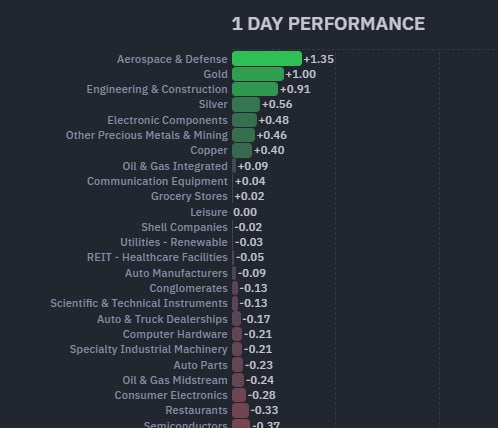 1 DAY PERFORMANCE
Aerospace & Defense +1.35
Gold +1.00
Engineering & Construction +0.91
Silver +0.56
Electronic Components +0.48
Other Precious Metals & Mining +0.46
Copper +0.40
Oil & Gas Integrated +0.09
Communication Equipment +0.04
Grocery Stores +0.02
Leisure 0.00
Shell Companies -0.02
Utilities - Renewable -0.03
REIT - Healthcare Facilities -0.05
Auto Manufacturers -0.09
Conglomerates -0.13
Scientific & Technical Instruments -0.13
Auto & Truck Dealerships -0.17
Computer Hardware -0.21
Specialty Industrial Machinery -0.21
Auto Parts -0.23
Oil & Gas Midstream -0.24
Consumer Electronics -0.28
Restaurants -0.33
Semiconductors -0.37